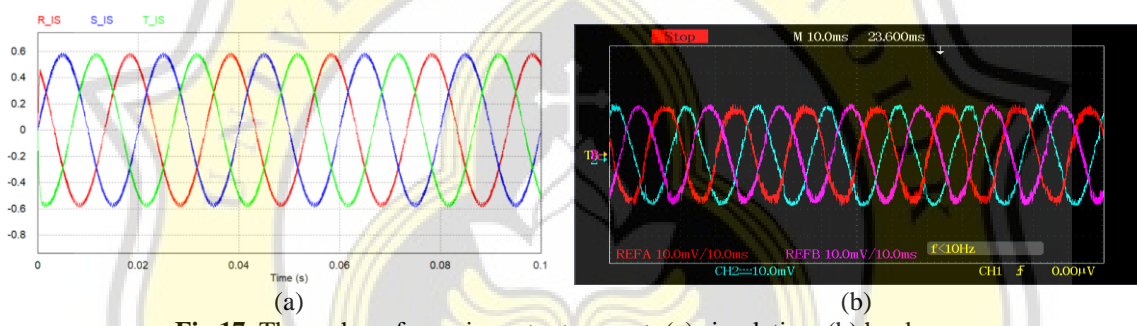 R_IS S_IS T_IS
0.6
0.4
0.2
0
-0.2
-0.4
-0.6
-0.8
0 0.02 0.04 0.06 0.08 0.1
Time (s)
Stop M 10.0ms 23.600ms
REFA 10.0mV/10.0ms REFB 10.0mV/10.0ms f<10Hz
CH2 10.0mV CH1 0.00µV
(a) (b)